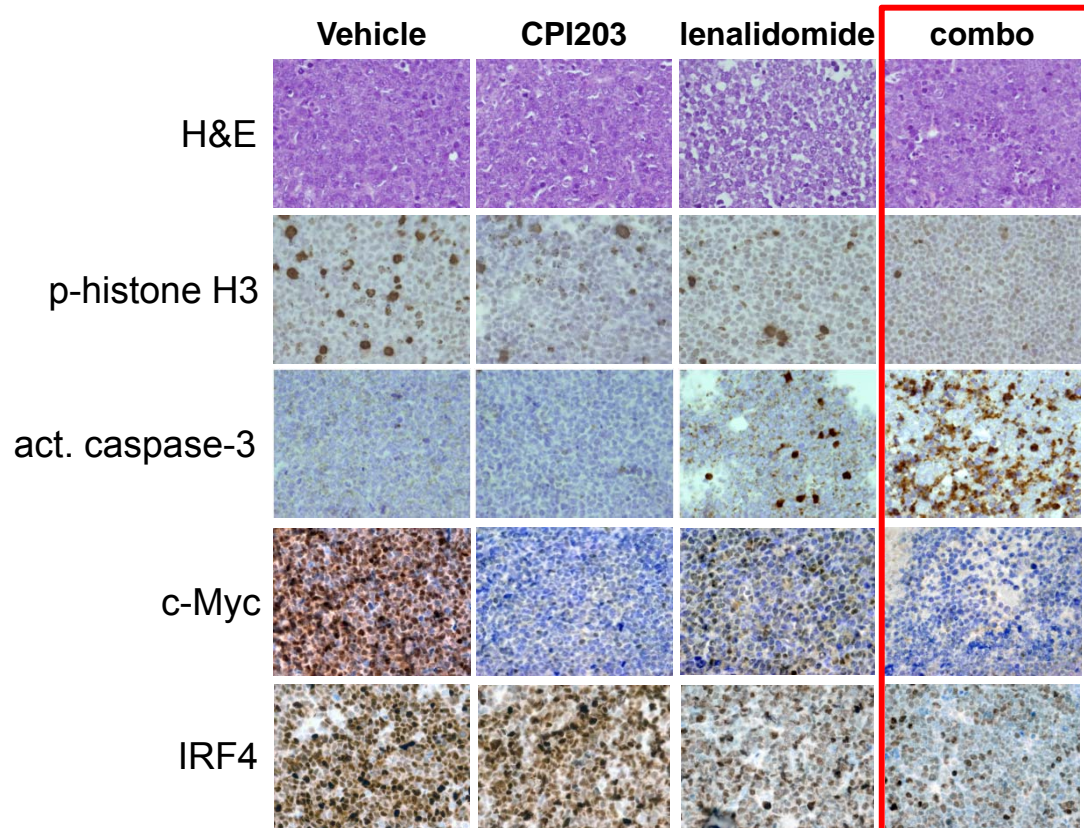 Vehicle CPI203 lenalidomide combo
H&E
p-histone H3
act. caspase-3
c-Myc
IRF4